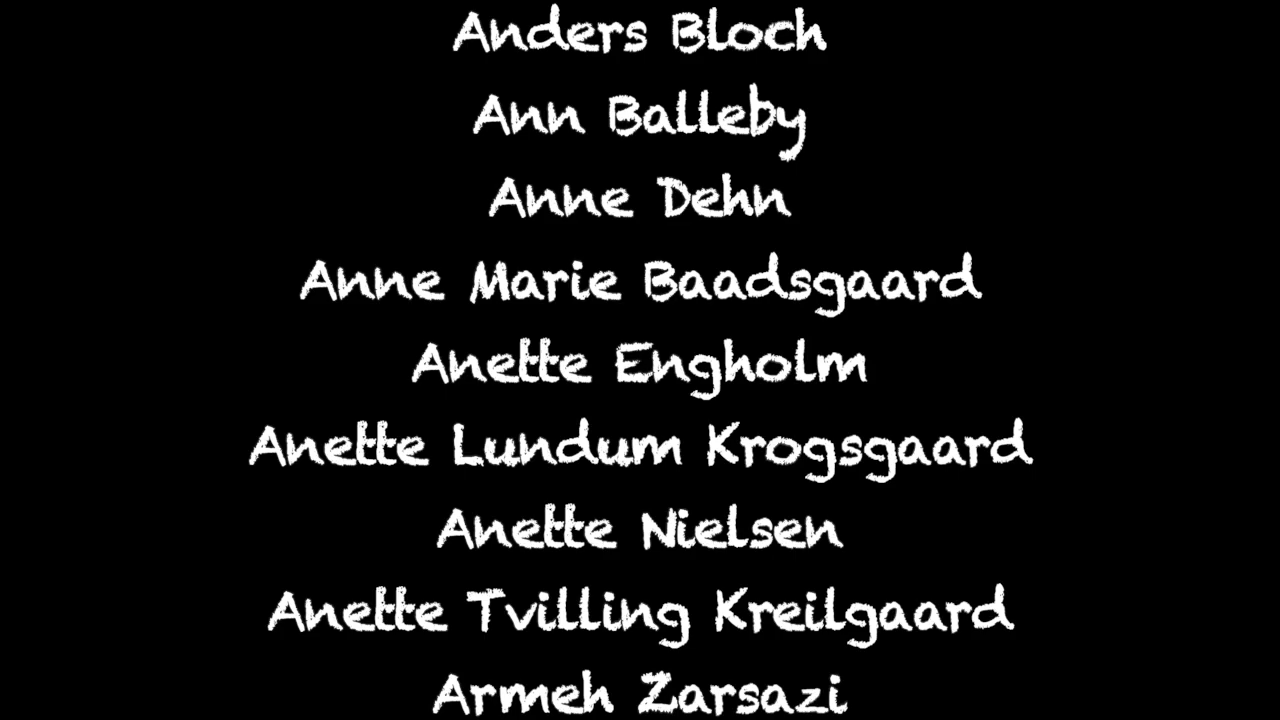 Anders Bloch
Ann Balleby
Anne Dehn
Anne Marie Baadsgaard
Anette Engholm
Anette Lundum Krogsgaard
Anette Nielsen
Anette Tvilling Kreilgaard
Armeh Zarsazi